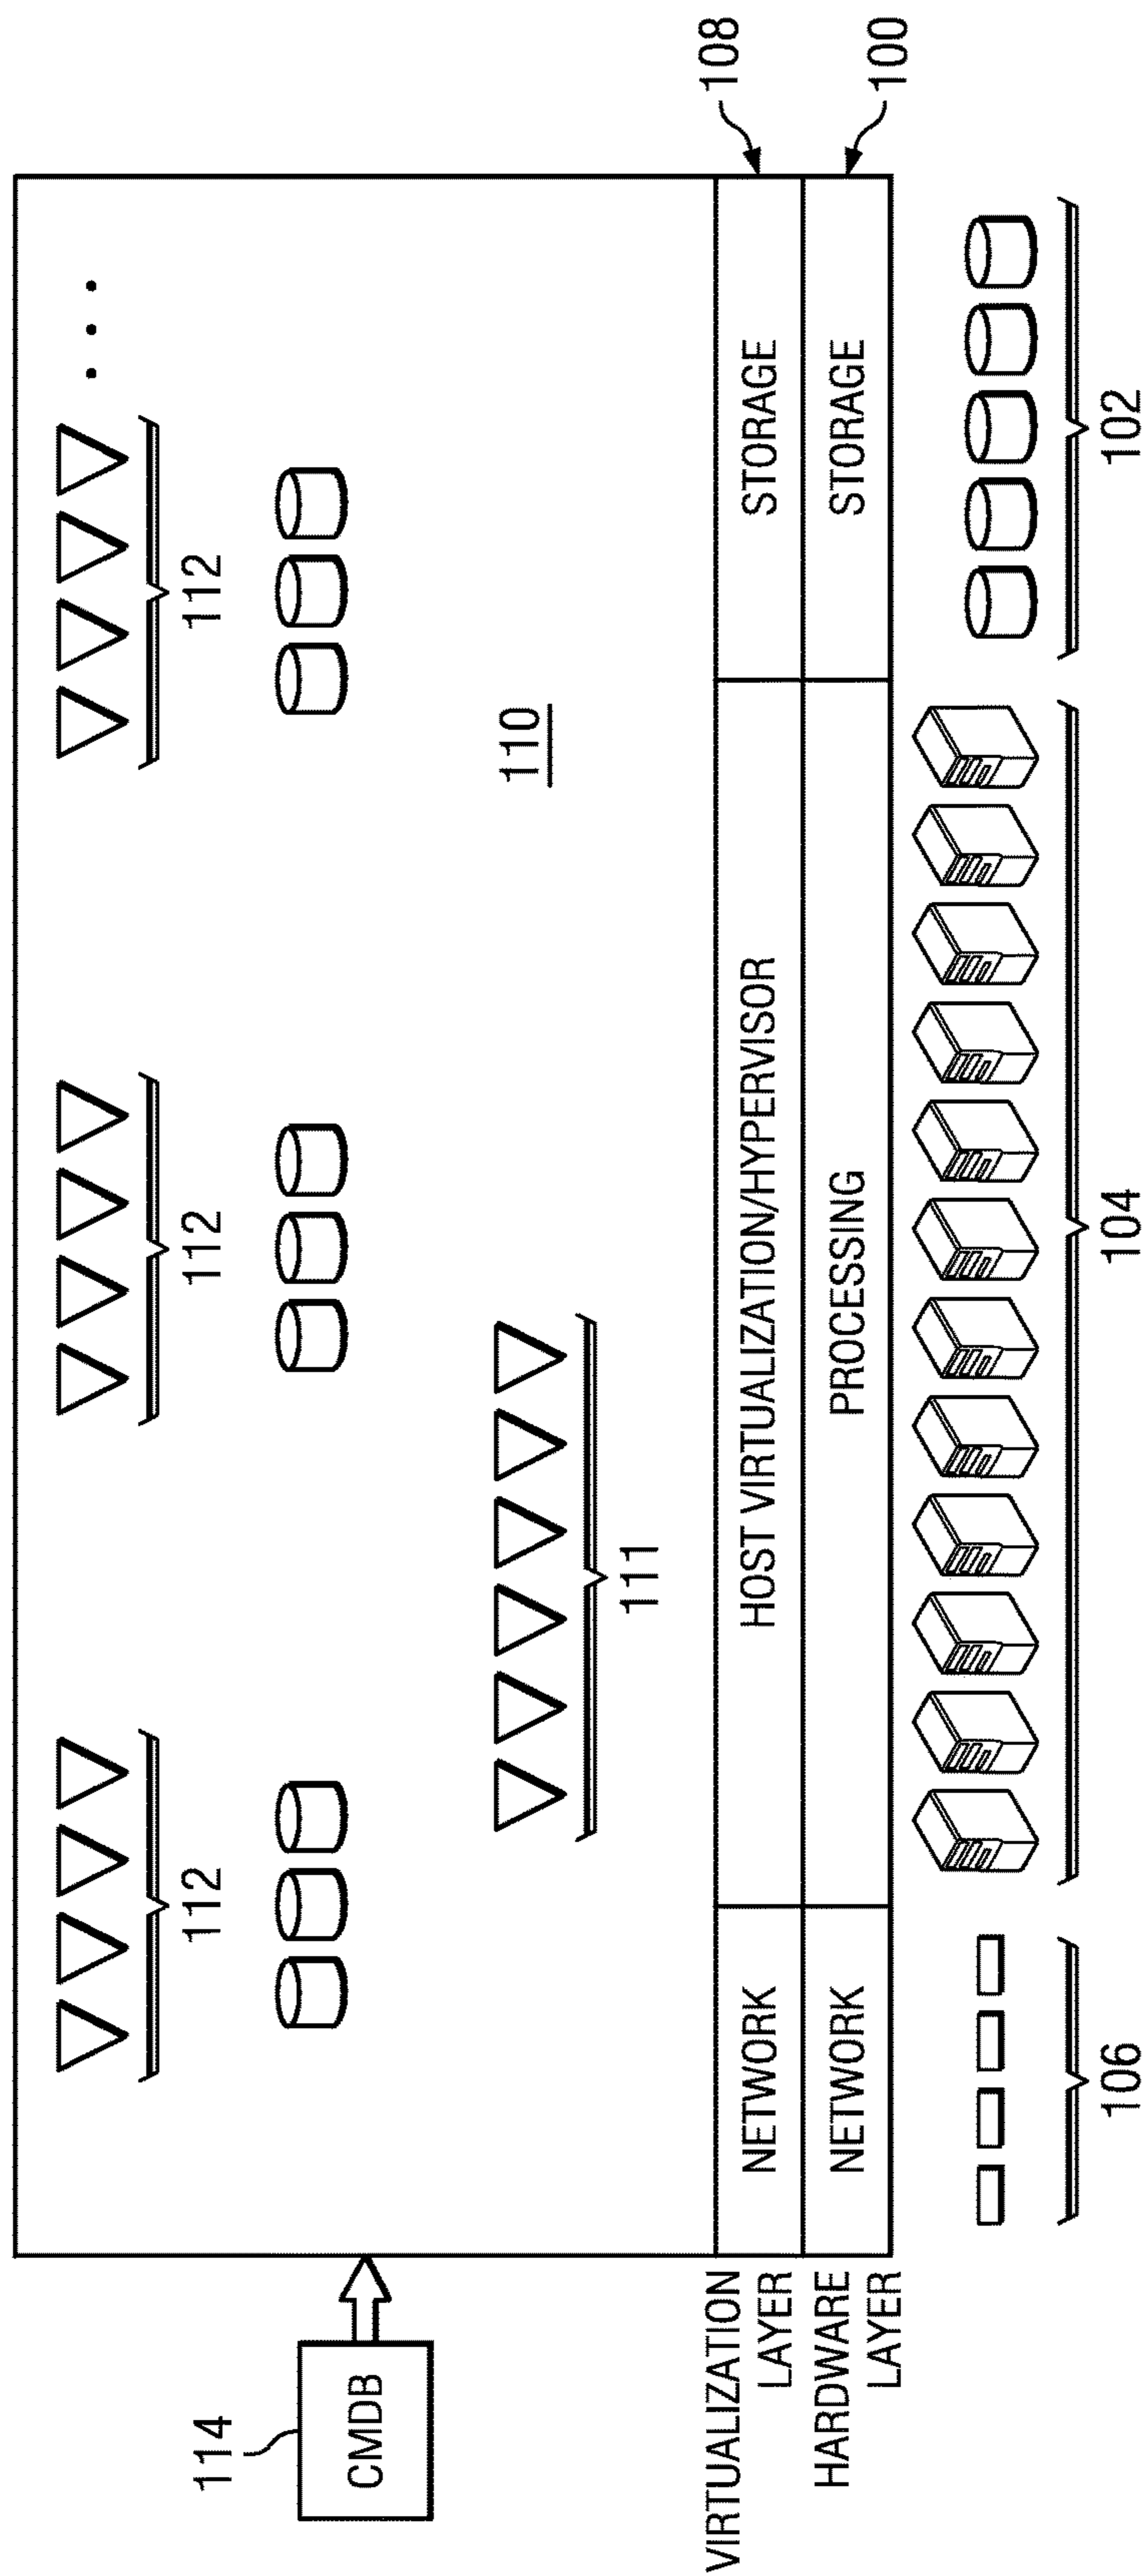 112
112
112
. . .
114
CMDB
110
111
VIRTUALIZATION
LAYER
NETWORK
HOST VIRTUALIZATION/HYPERVISOR
STORAGE
108
HARDWARE
LAYER
NETWORK
PROCESSING
STORAGE
100
106
104
102